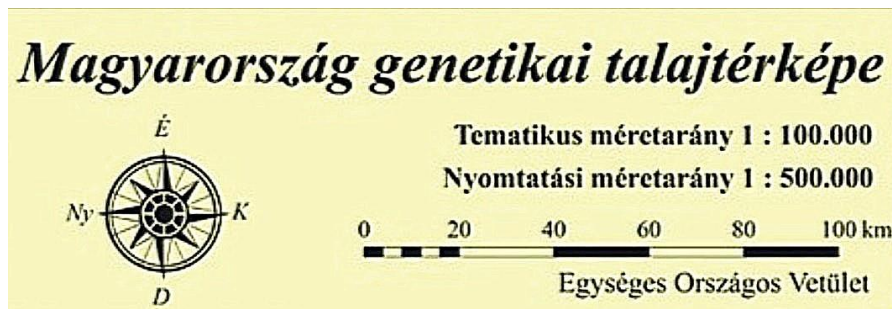 Magyarország genetikai talajtérképe
É
Ny
K
D
Tematikus méretarány 1 : 100.000
Nyomtatási méretarány 1 : 500.000
0 20 40 60 80 100 km
Egységes Országos Vetület